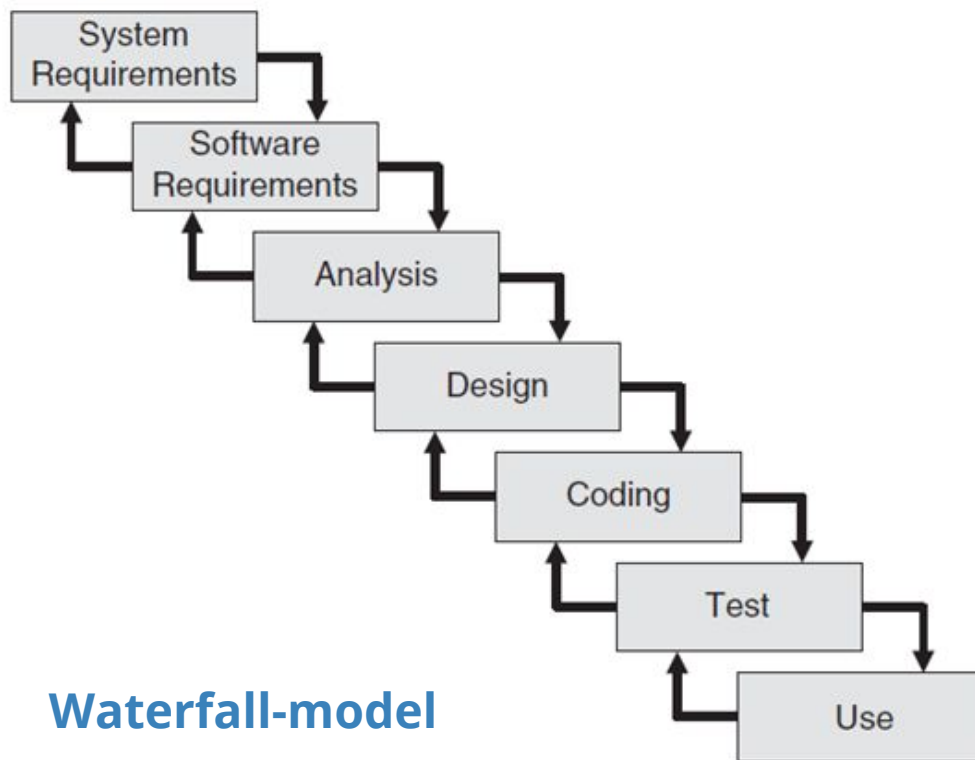 System
Requirements
Software
Requirements
Analysis
Design
Coding
Test
Use
Waterfall-model